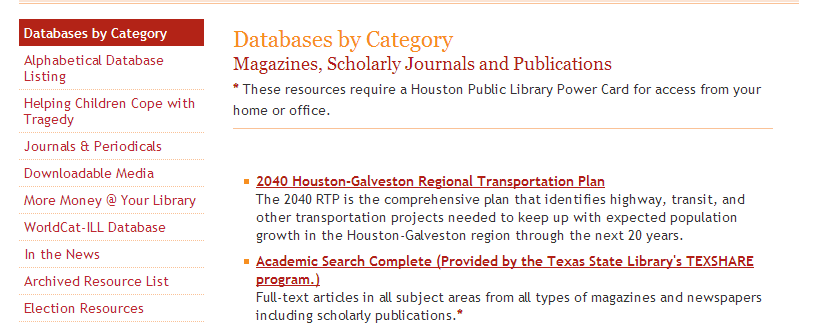 Databases by Category
Alphabetical Database
Listing
Helping Children Cope with
Tragedy
Journals & Periodicals
Downloadable Media
More Money @ Your Library
WorldCat-ILL Database
In the News
Archived Resource List
Election Resources
Databases by Category
Magazines, Scholarly Journals and Publications
* These resources require a Houston Public Library Power Card for access from your
home or office.
2040 Houston-Galveston Regional Transportation Plan
The 2040 RTP is the comprehensive plan that identifies highway, transit, and
other transportation projects needed to keep up with expected population
growth in the Houston-Galveston region through the next 20 years.
Academic Search Complete (Provided by the Texas State Library's TEXSHARE
program.)
Full-text articles in all subject areas from all types of magazines and newspapers
including scholarly publications.*